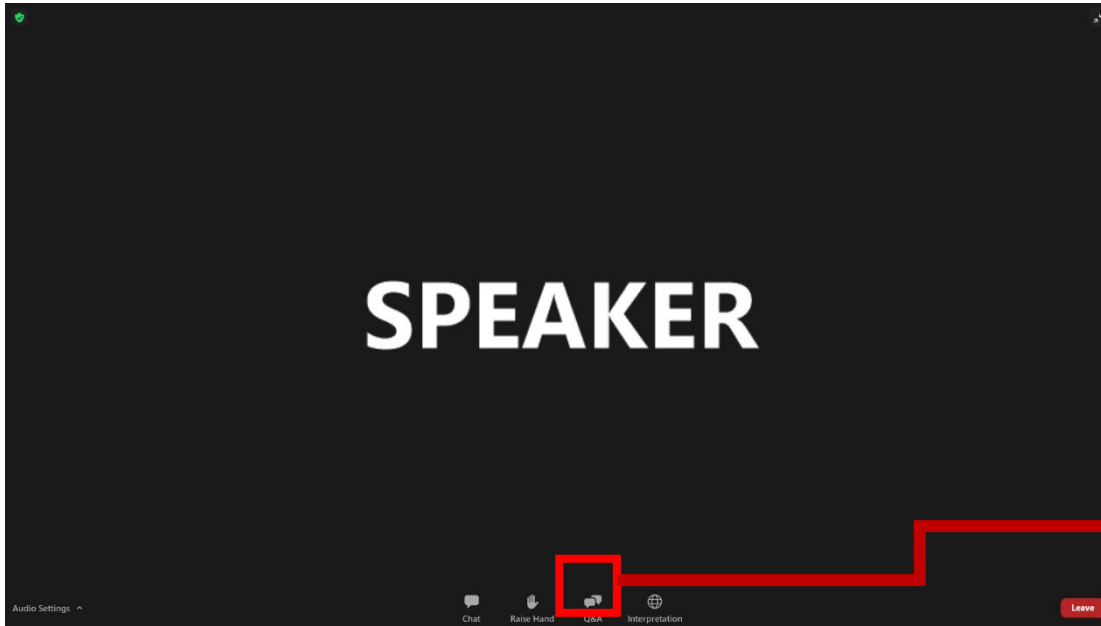 SPEAKER
Audio Settings
Chat
Raise Hand
Q&A
Interpretation
Leave